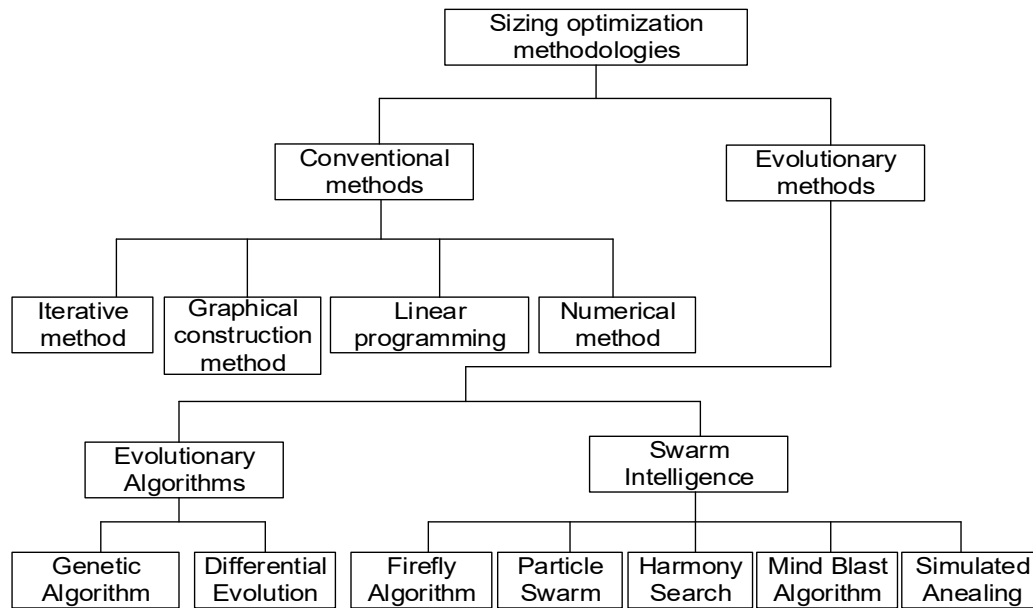 Sizing optimization
methodologies
Conventional
methods
Evolutionary
methods
Iterative
method
Graphical
construction
method
Linear
programming
Numerical
method
Evolutionary
Algorithms
Swarm
Intelligence
Genetic
Algorithm
Differential
Evolution
Firefly
Algorithm
Particle
Swarm
Harmony
Search
Mind Blast
Algorithm
Simulated
Anealing